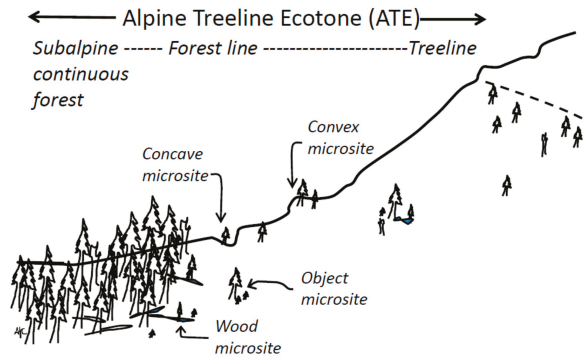 Alpine Treeline Ecotone (ATE)
Subalpine ------ Forest line --------------------Treeline
continuous
forest
Convex
microsite
Concave
microsite
Object
microsite
Wood
microsite